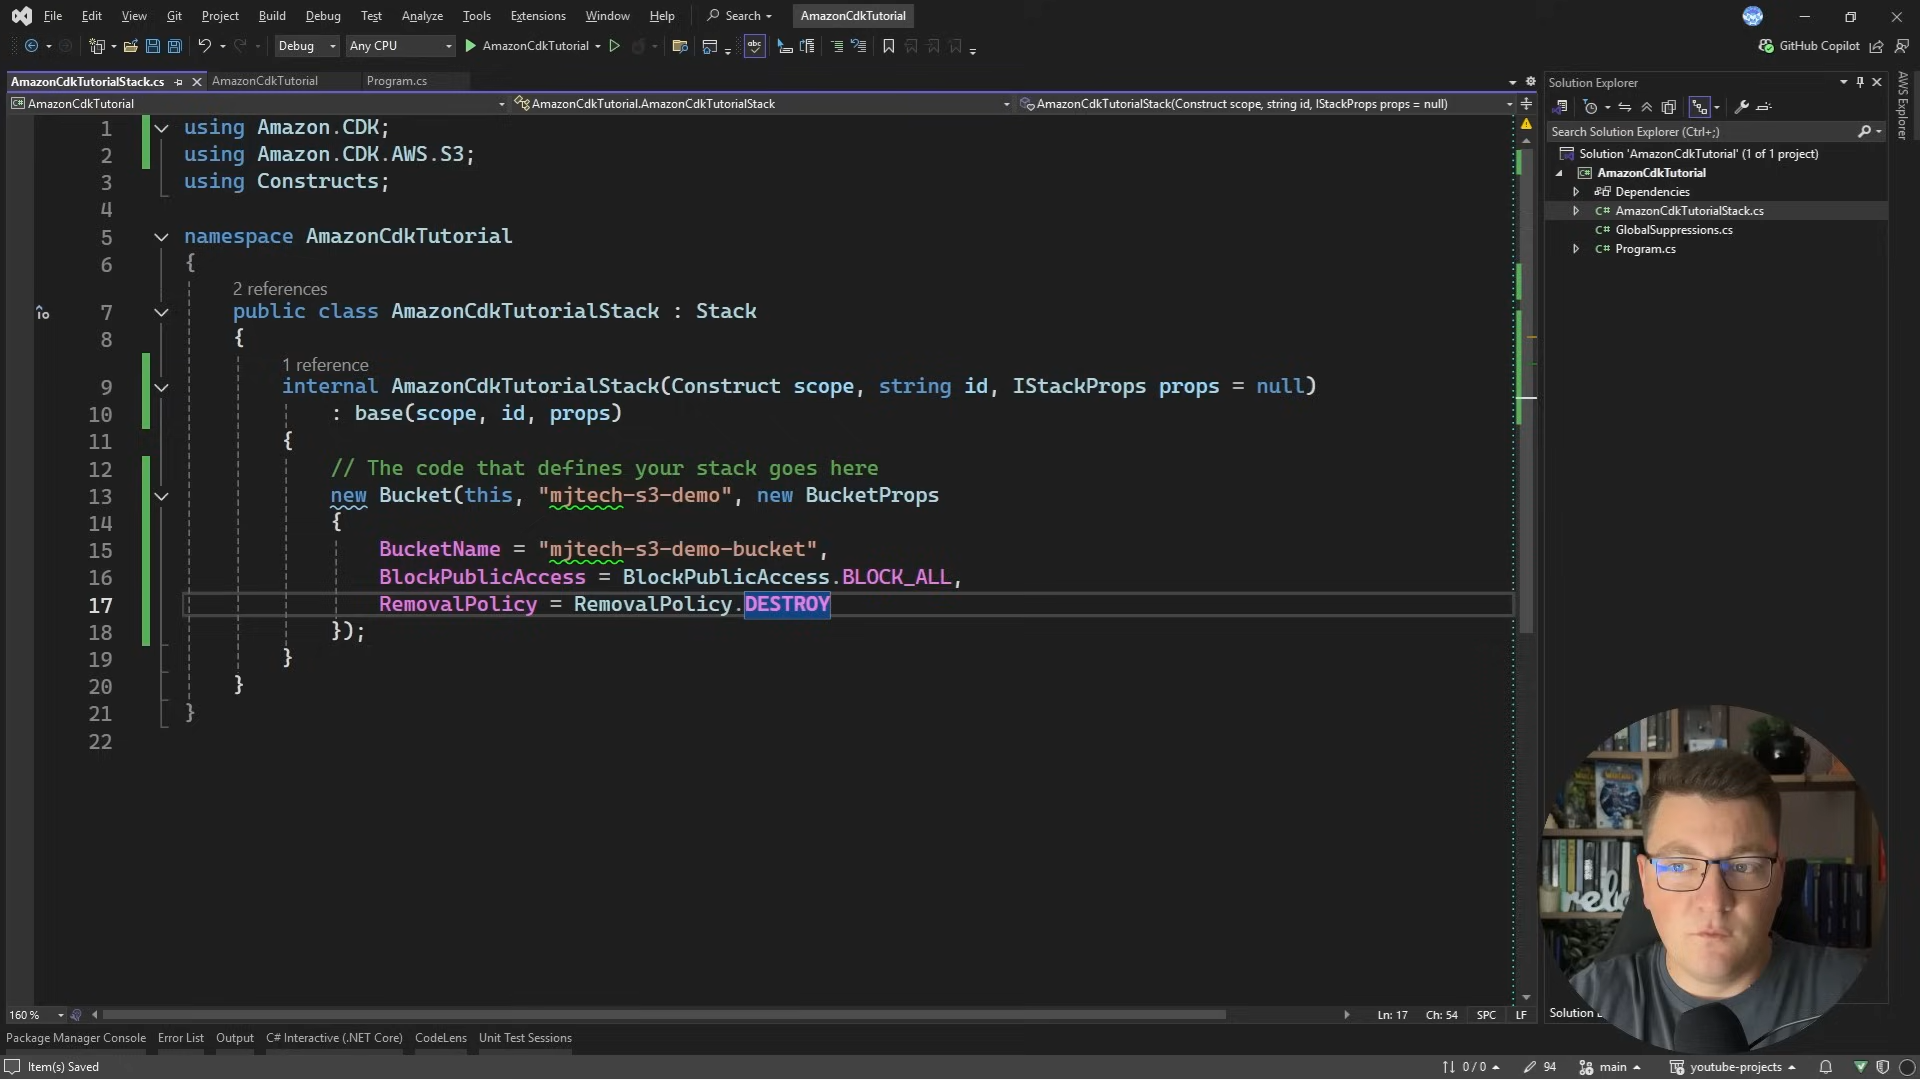 File Edit View Git Project Build Debug Test Analyze Tools Extensions Window Help Search AmazonCdkTutorial
Debug Any CPU AmazonCdkTutorial GitHub Copilot
AmazonCdkTutorialStack.cs AmazonCdkTutorial Program.cs
AmazonCdkTutorial AmazonCdkTutorial.AmazonCdkTutorialStack AmazonCdkTutorialStack(Construct scope, string id, IStackProps props = null)
1 using Amazon.CDK;
2 using Amazon.CDK.AWS.S3;
3 using Constructs;
4
5 namespace AmazonCdkTutorial
6 {
2 references
7 public class AmazonCdkTutorialStack : Stack
8 {
1 reference
9 internal AmazonCdkTutorialStack(Construct scope, string id, IStackProps props = null)
10 : base(scope, id, props)
11 {
12 // The code that defines your stack goes here
13 new Bucket(this, "mjtech-s3-demo", new BucketProps
14 {
15 BucketName = "mjtech-s3-demo-bucket",
16 BlockPublicAccess = BlockPublicAccess.BLOCK_ALL,
17 RemovalPolicy = RemovalPolicy.DESTROY
18 });
19 }
20 }
21 }
22
Solution Explorer
Search Solution Explorer (Ctrl+;)
Solution 'AmazonCdkTutorial' (1 of 1 project)
AmazonCdkTutorial
Dependencies
AmazonCdkTutorialStack.cs
GlobalSuppressions.cs
Program.cs
AWS Explorer
160 % Ln: 17 Ch: 54 SPC LF
Package Manager Console Error List Output C# Interactive (.NET Core) CodeLens Unit Test Sessions
Item(s) Saved 0 / 0 94 main youtube-projects